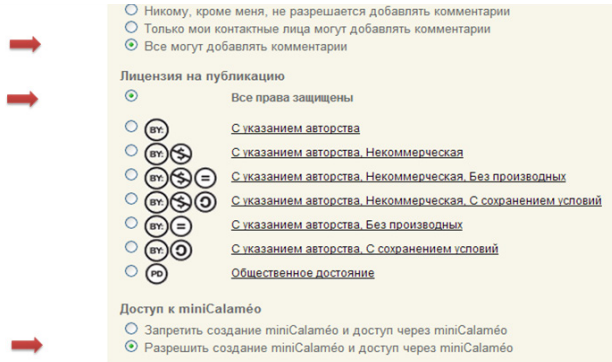 Никому, кроме меня, не разрешается добавлять комментарии
Только мои контактные лица могут добавлять комментарии
Все могут добавлять комментарии
Лицензия на публикацию
Все права защищены
BY: С указанием авторства
BY: $ С указанием авторства, Некоммерческая
BY: $ = С указанием авторства, Некоммерческая, Без производных
BY: $ С указанием авторства, Некоммерческая, С сохранением условий
BY: = С указанием авторства, Без производных
BY: С указанием авторства, С сохранением условий
PD Общественное достояние
Доступ к miniCalaméo
Запретить создание miniCalaméo и доступ через miniCalaméo
Разрешить создание miniCalaméo и доступ через miniCalaméo